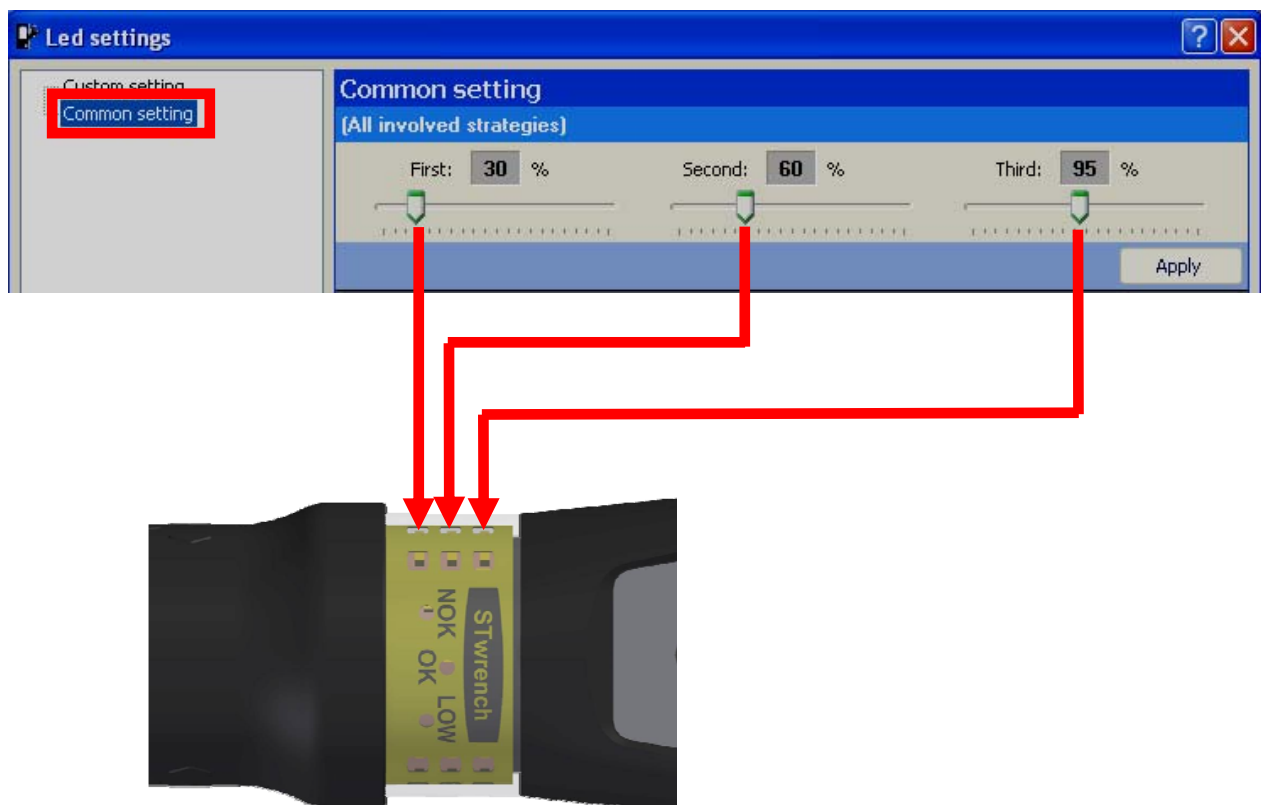 Led settings
Custom setting
Common setting
Common setting
(All involved strategies)
First: 30 % Second: 60 % Third: 95 %
Apply
STwrench
NOK OK LOW